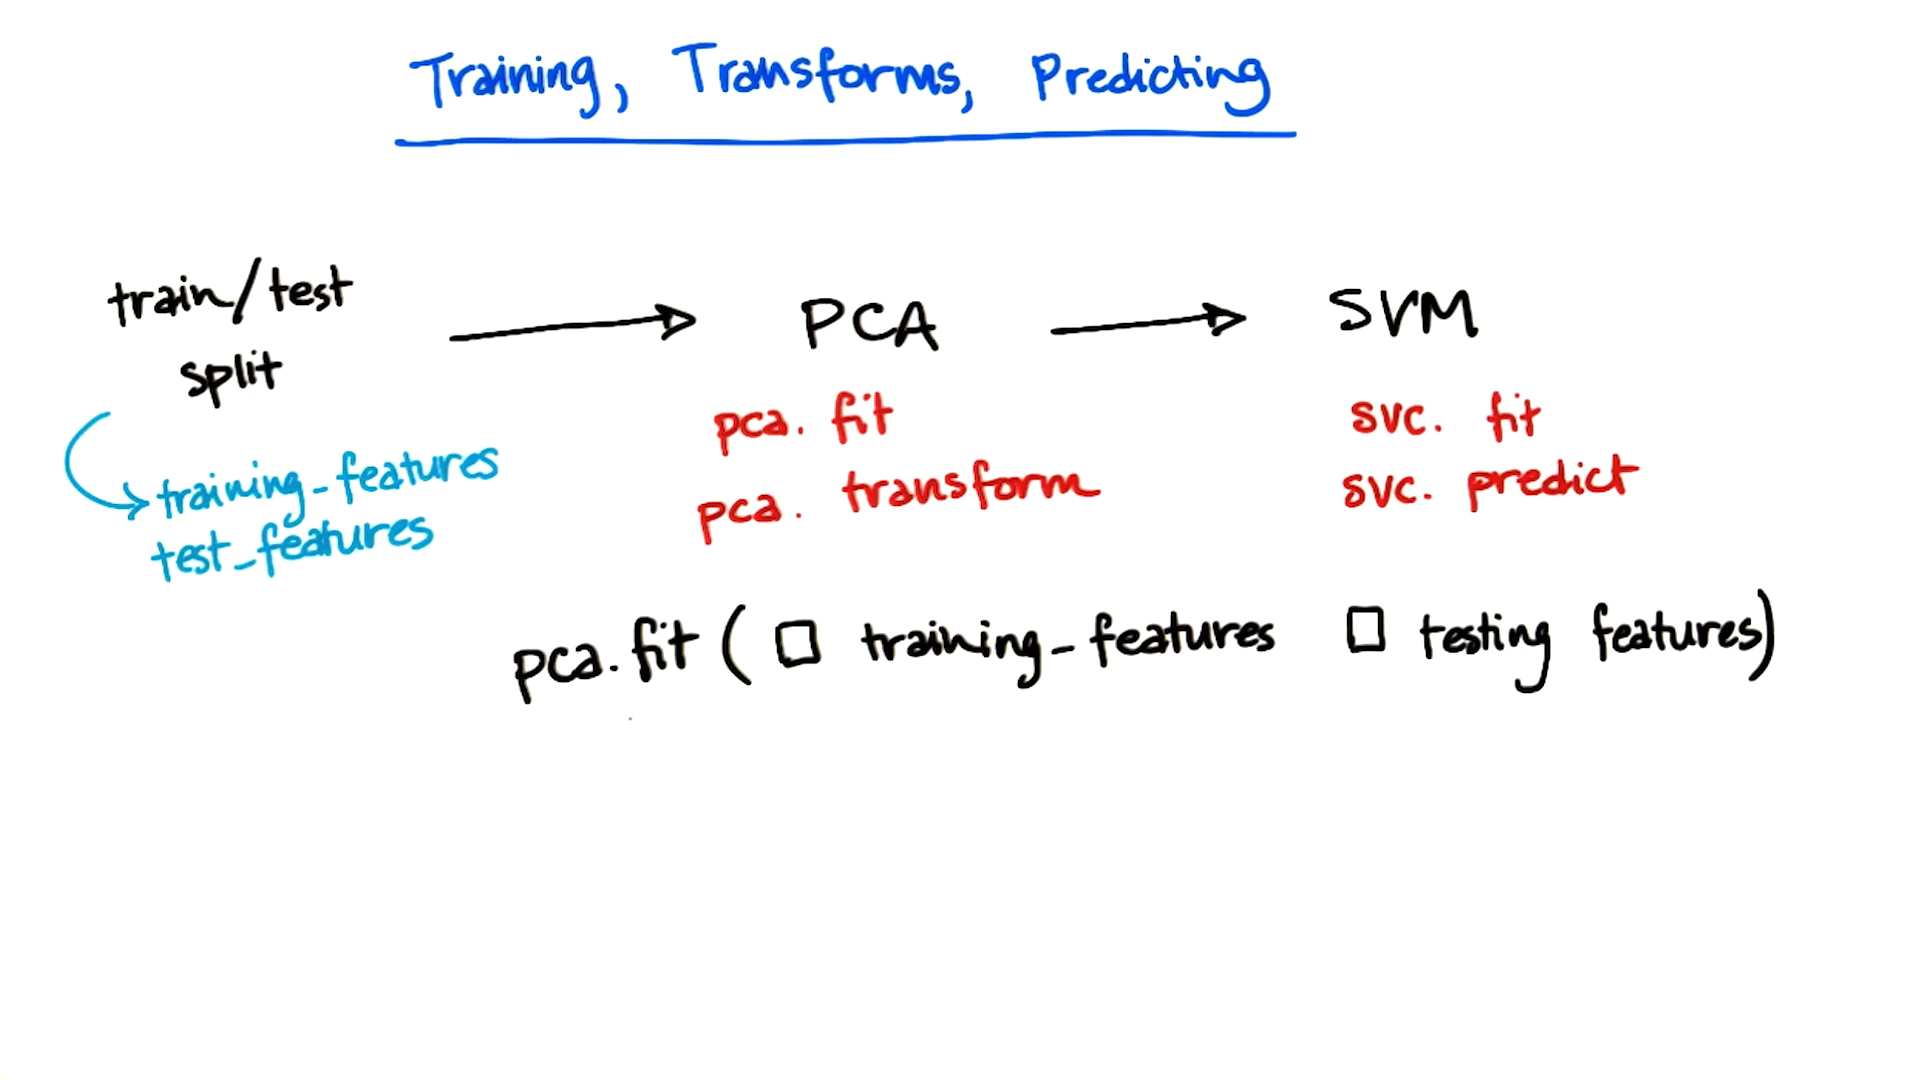 Training, Transforms, Predicting
train/test
split
PCA
SVM
training_features
test_features
pca. fit
pca. transform
svc. fit
svc. predict
pca. fit ( □ training_features □ testing features)